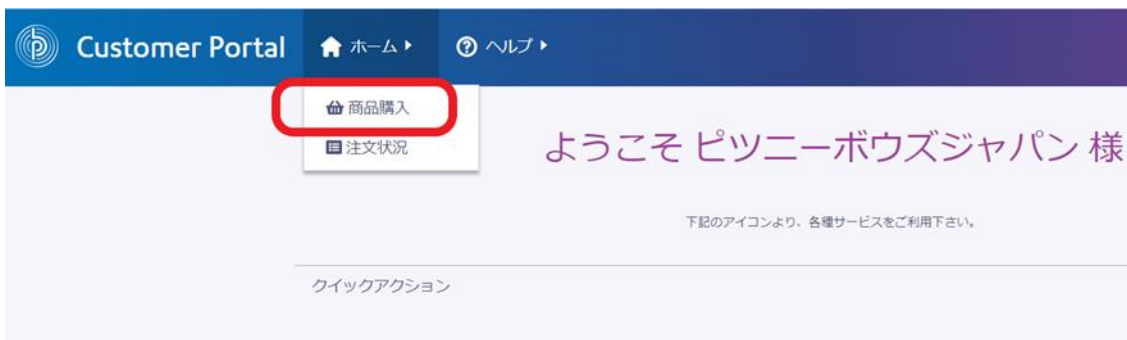 Customer Portal ホーム ヘルプ
商品購入
注文状況
ようこそ ピツニーボウズジャパン 様
下記のアイコンより、各種サービスをご利用下さい。
クイックアクション